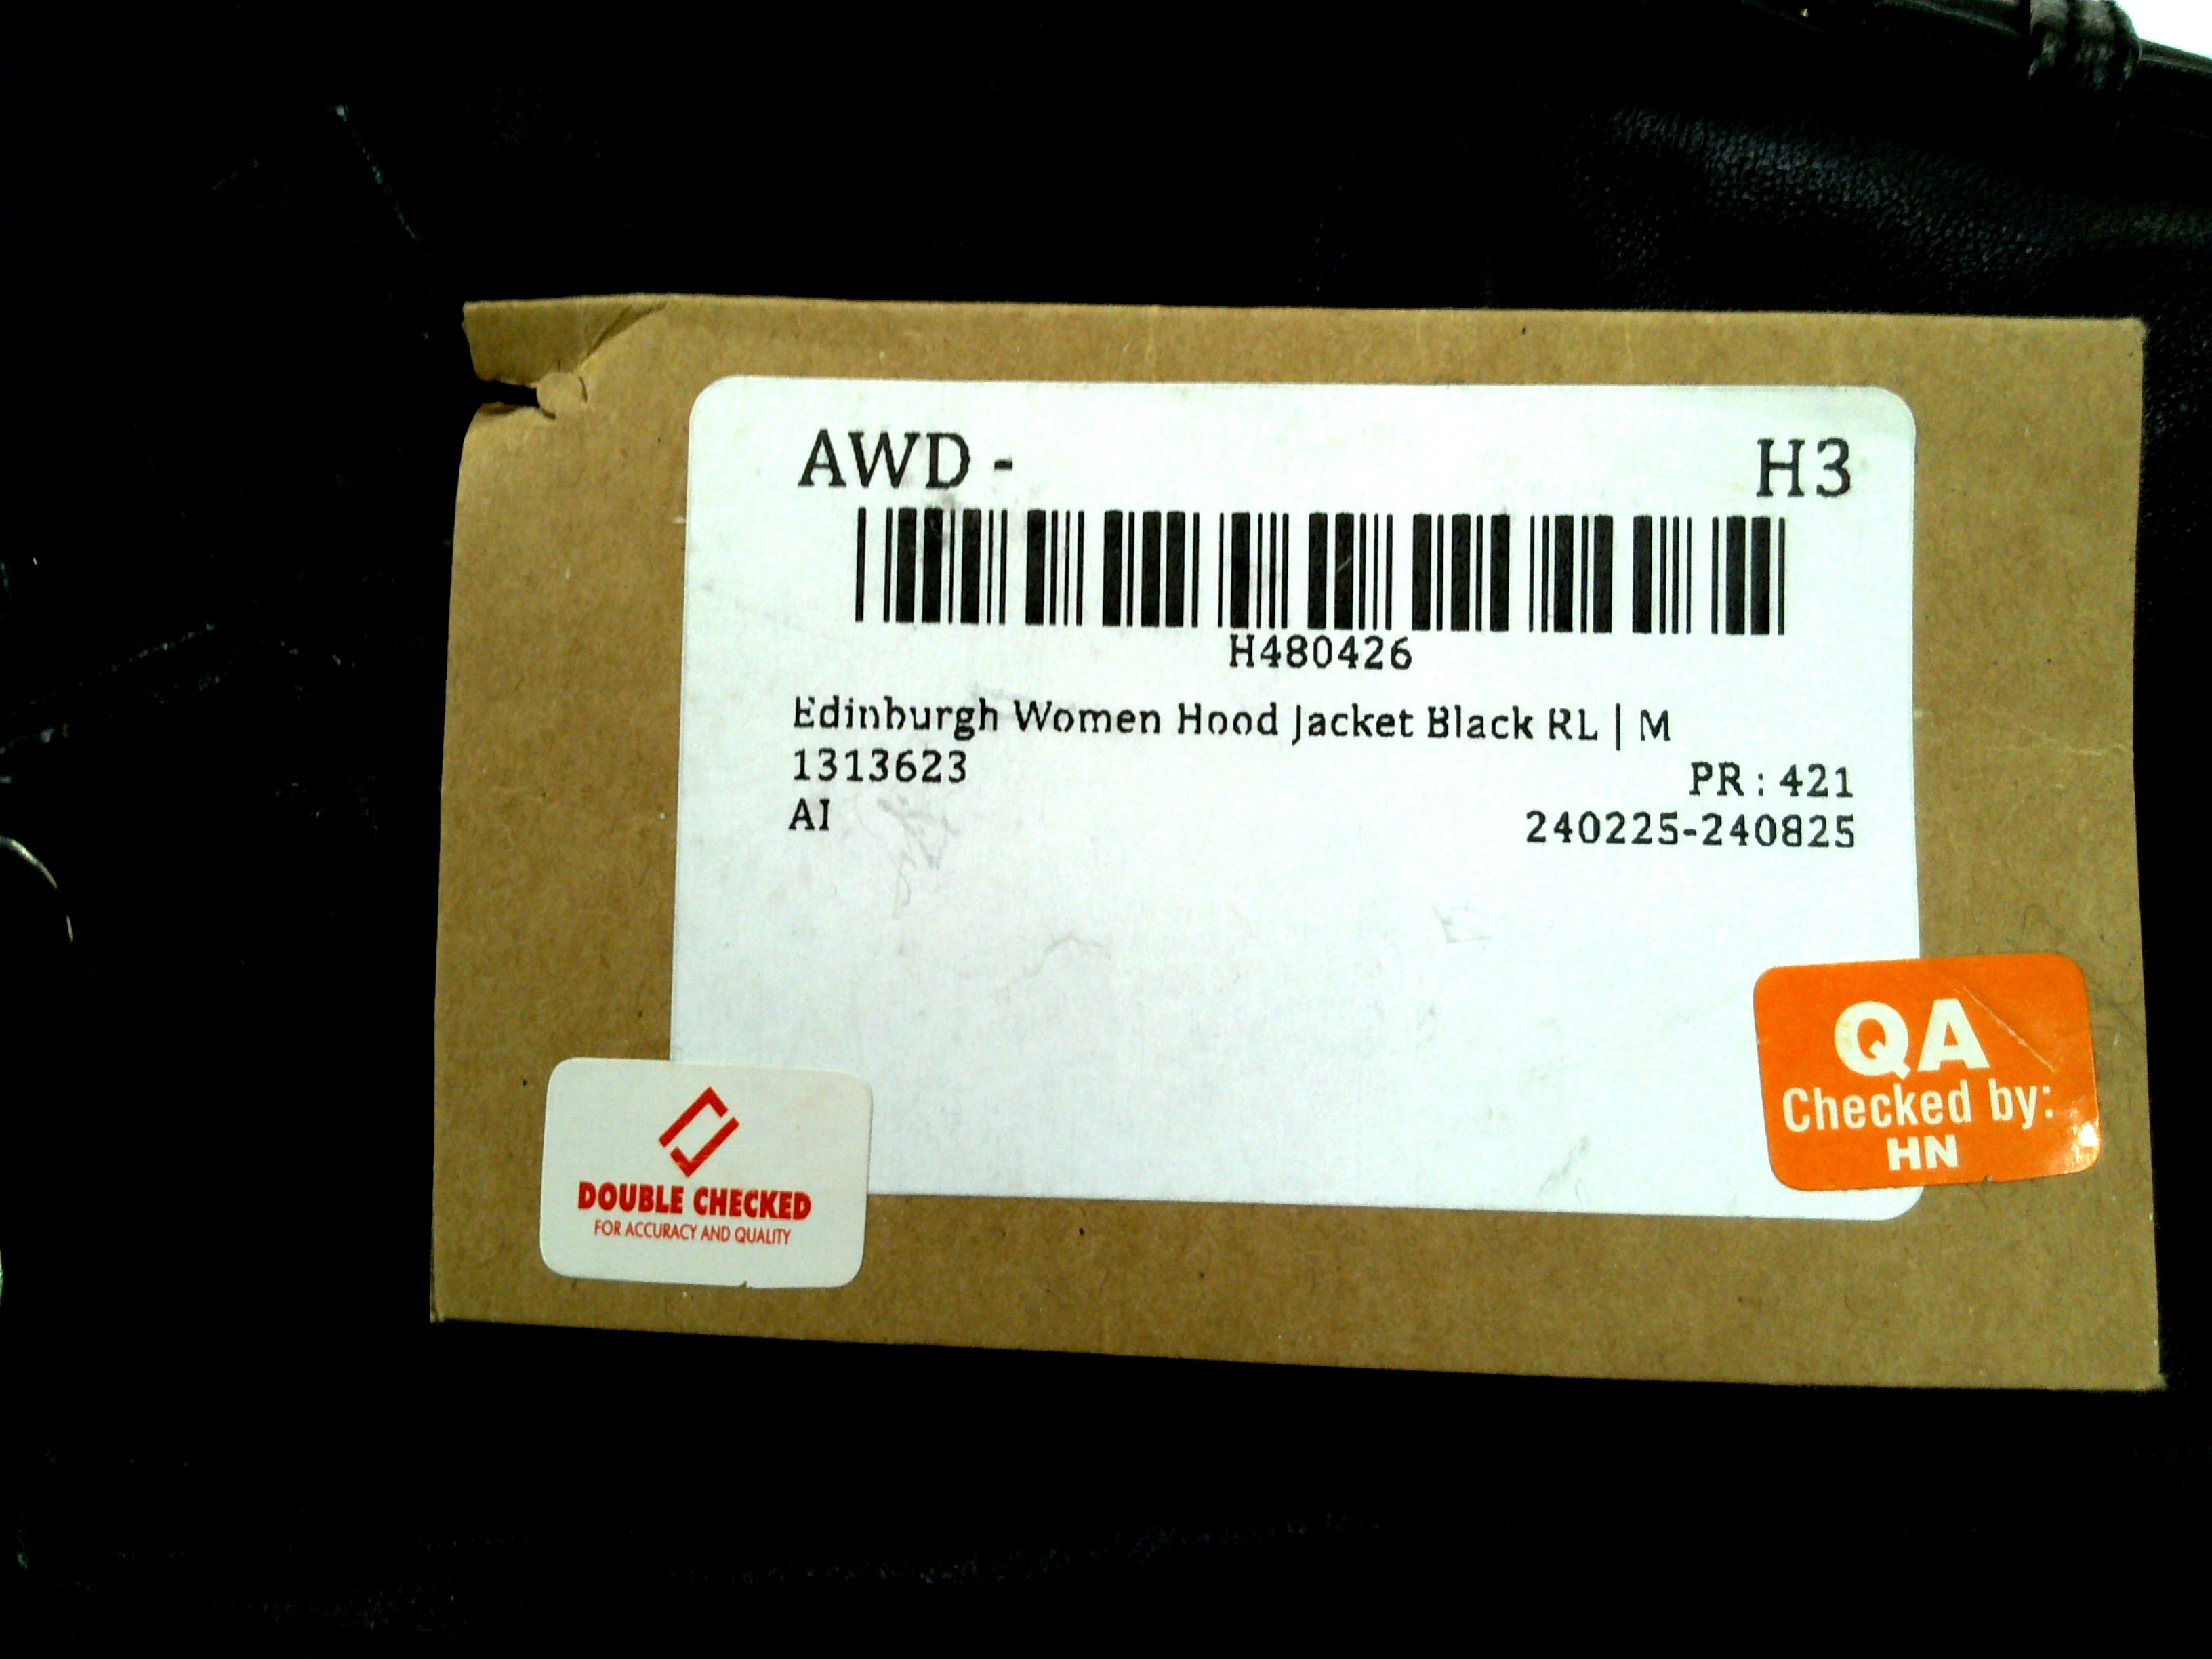 AWD - H3
H480426
Edinburgh Women Hood Jacket Black RL | M
1313623 PR : 421
AI 240225-240825
QA
Checked by:
HN
DOUBLE CHECKED
FOR ACCURACY AND QUALITY